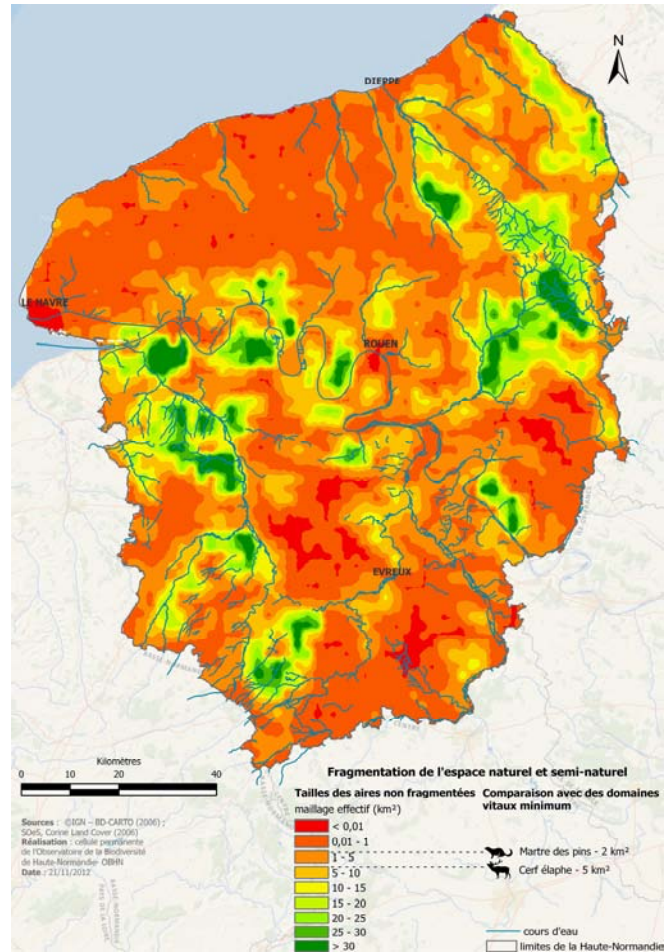 N
DIEPPE
LE HAVRE
ROUEN
EVREUX
Kilomètres
0 10 20 40
Sources : ©IGN – BD-CARTO (2006) ;
SOeS, Corine Land Cover (2006)
Réalisation : cellule permanente
de l'Observatoire de la Biodiversité
de Haute-Normandie- OBHN
Date : 21/11/2012
Fragmentation de l'espace naturel et semi-naturel
Tailles des aires non fragmentées
maillage effectif (km²)
< 0,01
0,01 - 1
1 - 5
5 - 10
10 - 15
15 - 20
20 - 25
25 - 30
> 30
Comparaison avec des domaines
vitaux minimum
Martre des pins - 2 km²
Cerf élaphe - 5 km²
cours d'eau
limites de la Haute-Normandie